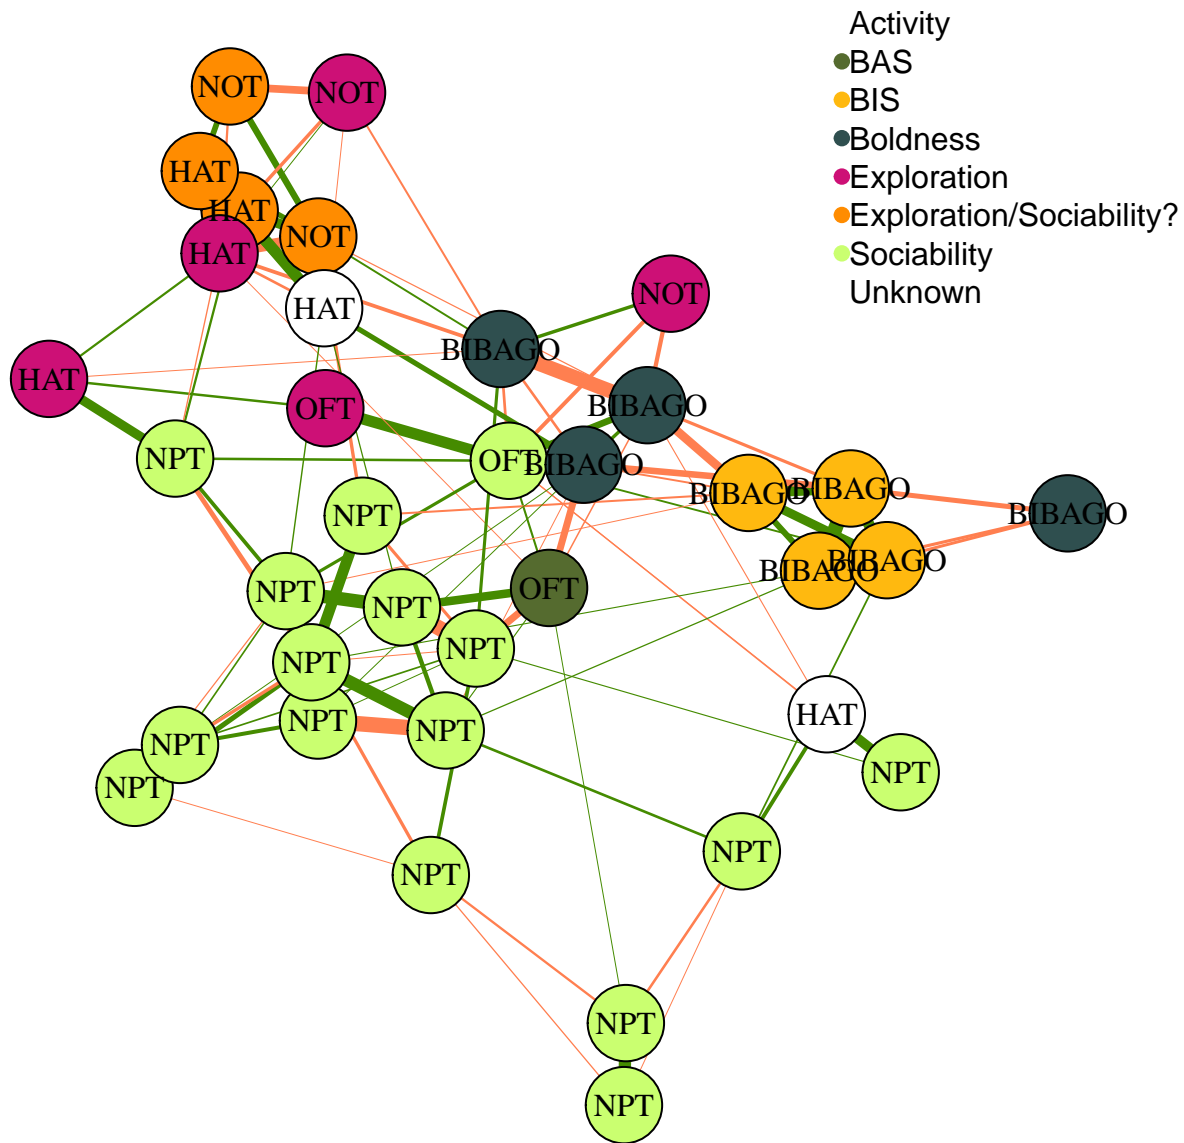 Activity
BAS
BIS
Boldness
Exploration
Exploration/Sociability?
Sociability
Unknown
NOT
NOT
HAT
HAT
NOT
HAT
HAT
NOT
BIBAGO
HAT
OFT
BIBAGO
NPT
OFT
BIBAGO
BIBAGO
BIBAGO
BIBAGO
NPT
BIBAGO
BIBAGO
NPT
OFT
NPT
NPT
NPT
HAT
NPT
NPT
NPT
NPT
NPT
NPT
NPT
NPT
NPT